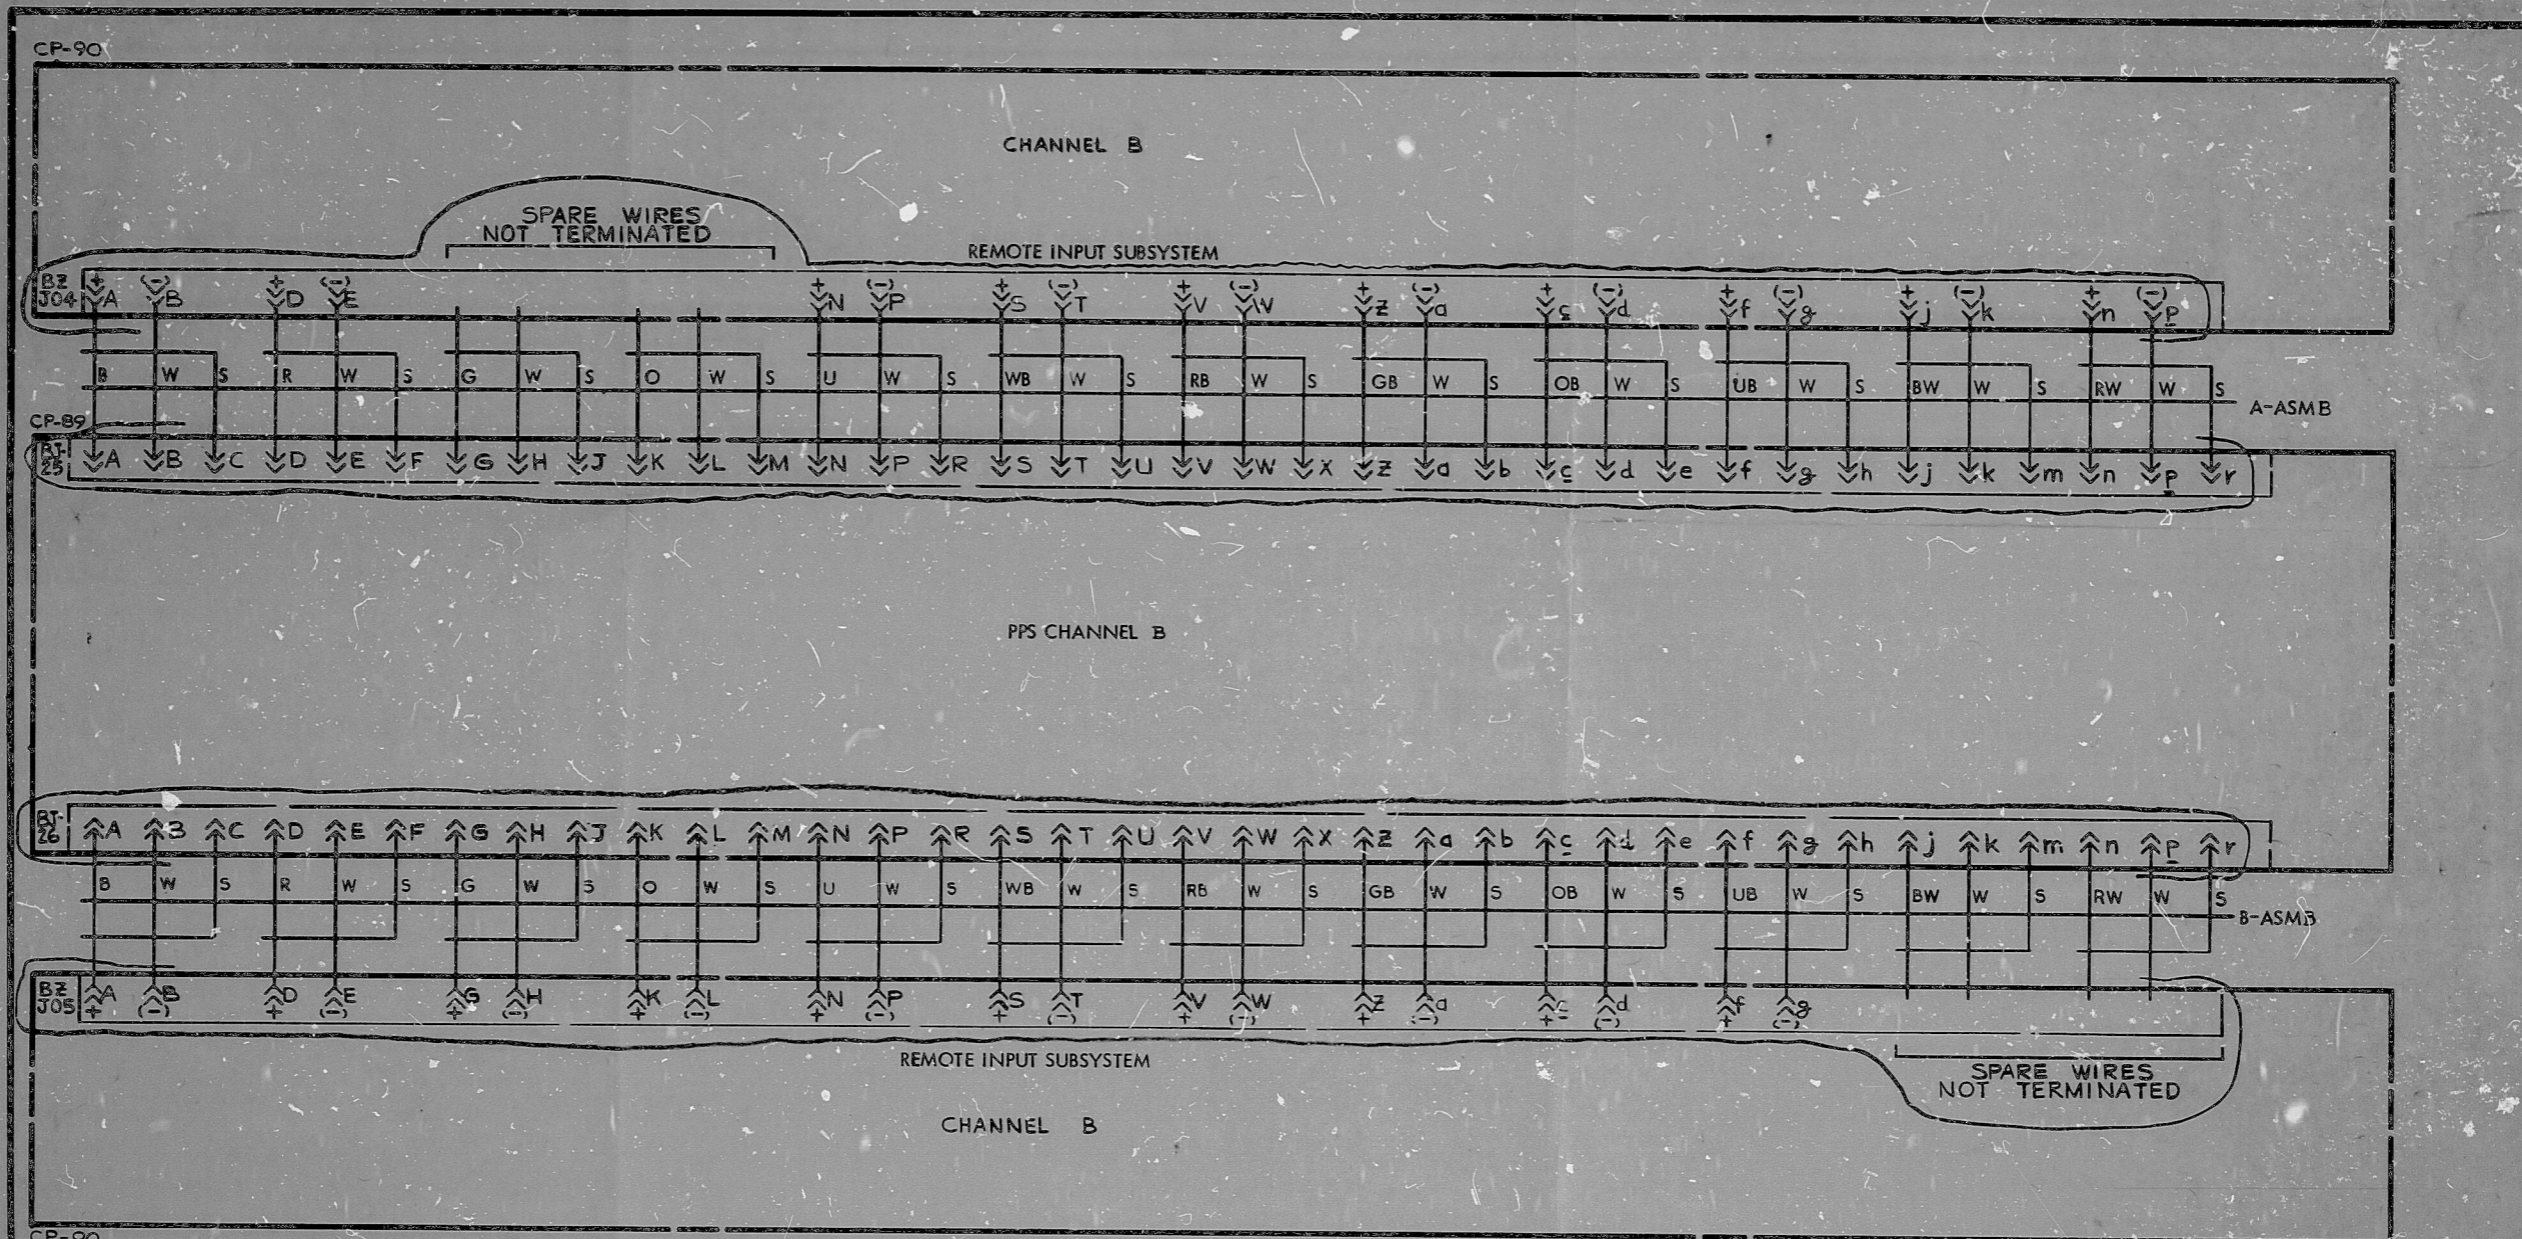 CP-90
CHANNEL B
SPARE WIRES
NOT TERMINATED
REMOTE INPUT SUBSYSTEM
BZ
J04
+ (-) + (-) + (-) + (-) + (-) + (-) + (-) + (-) + (-) + (-)
A B D E N P S T V W Z a c d f g j k n p
B W S R W S G W S O W S U W S WB W S RB W S GB W S OB W S UB W S BW W S RW W S
A-ASMB
CP-89
BJ-
25
A B C D E F G H J K L M N P R S T U V W X Z a b c d e f g h j k m n p r
PPS CHANNEL B
BJ-
26
A B C D E F G H J K L M N P R S T U V W X Z a b c d e f g h j k m n p r
B W S R W S G W S O W S U W S WB W S RB W S GB W S OB W S UB W S BW W S RW W S
B-ASMB
BZ
J05
A B D E G H K L N P S T V W Z a c d f g
+ (-) + (-) + (-) + (-) + (-) + (-) + (-) + (-) + (-) + (-)
REMOTE INPUT SUBSYSTEM
SPARE WIRES
NOT TERMINATED
CHANNEL B
CP-90